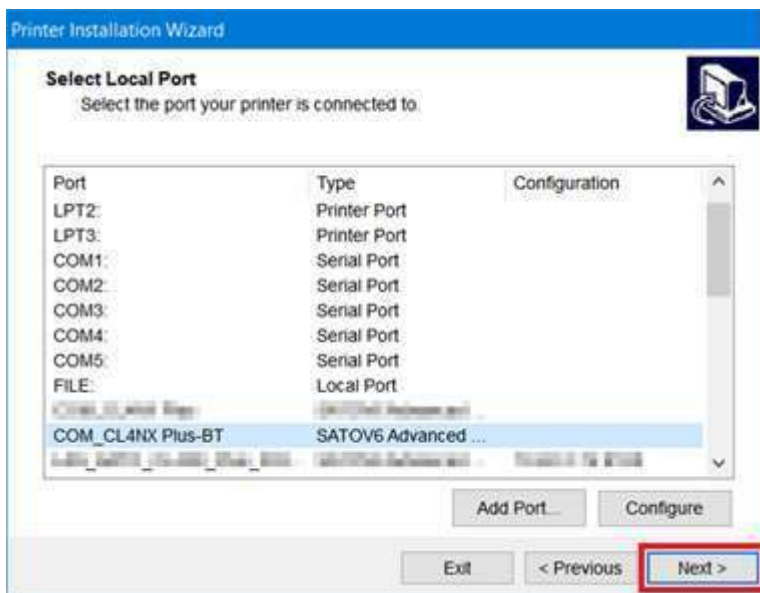 Printer Installation Wizard
Select Local Port
Select the port your printer is connected to.
Port Type Configuration
LPT2: Printer Port
LPT3: Printer Port
COM1: Serial Port
COM2: Serial Port
COM3: Serial Port
COM4: Serial Port
COM5: Serial Port
FILE: Local Port
COM_CL4NX Plus-BT SATOV6 Advanced ...
Add Port... Configure
Exit < Previous Next >